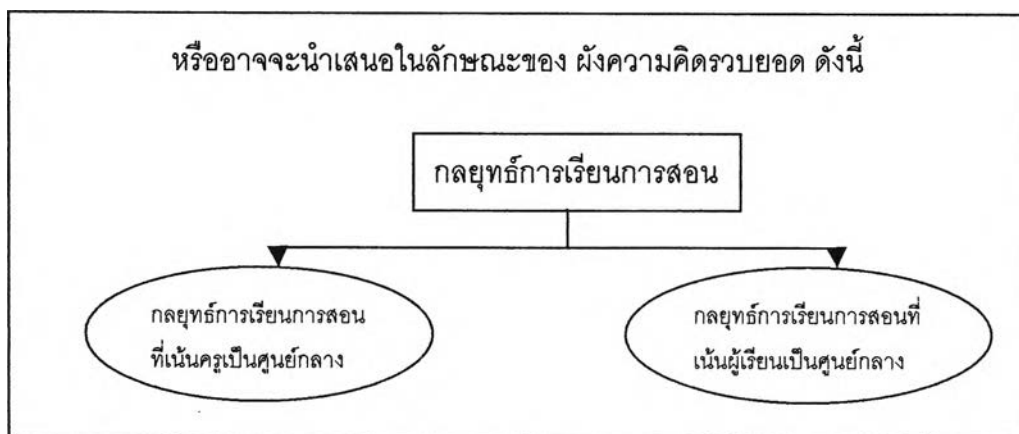 หรืออาจจะนำเสนอในลักษณะของ ผังความคิดรวบยอด ดังนี้
กลยุทธ์การเรียนการสอน
กลยุทธ์การเรียนการสอน
ที่เน้นครูเป็นศูนย์กลาง
กลยุทธ์การเรียนการสอนที่
เน้นผู้เรียนเป็นศูนย์กลาง